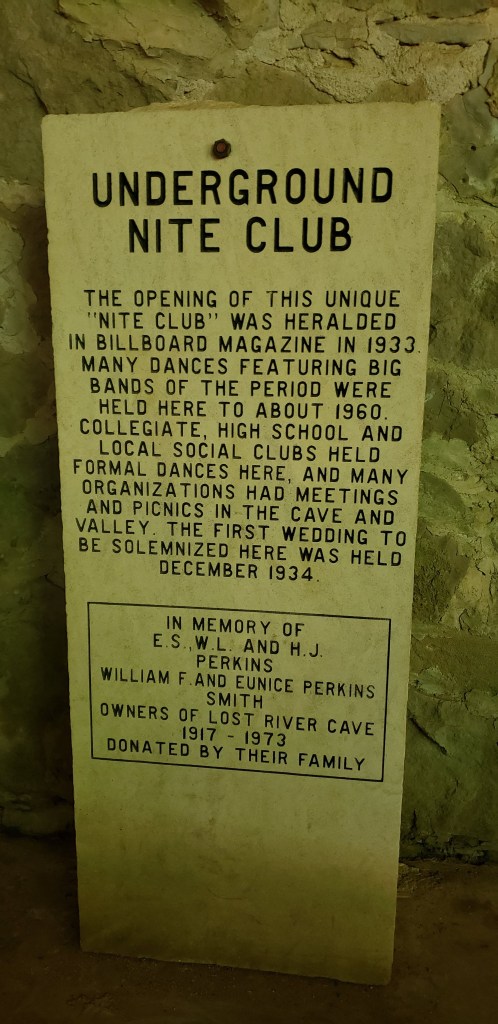 UNDERGROUND
NITE CLUB
THE OPENING OF THIS UNIQUE
"NITE CLUB" WAS HERALDED
IN BILLBOARD MAGAZINE IN 1933.
MANY DANCES FEATURING BIG
BANDS OF THE PERIOD WERE
HELD HERE TO ABOUT 1960.
COLLEGIATE, HIGH SCHOOL AND
LOCAL SOCIAL CLUBS HELD
FORMAL DANCES HERE, AND MANY
ORGANIZATIONS HAD MEETINGS
AND PICNICS IN THE CAVE AND
VALLEY. THE FIRST WEDDING TO
BE SOLEMNIZED HERE WAS HELD
DECEMBER 1934.
IN MEMORY OF
E.S.,W.L. AND H.J.
PERKINS
WILLIAM F.AND EUNICE PERKINS
SMITH
OWNERS OF LOST RIVER CAVE
1917 - 1973
DONATED BY THEIR FAMILY